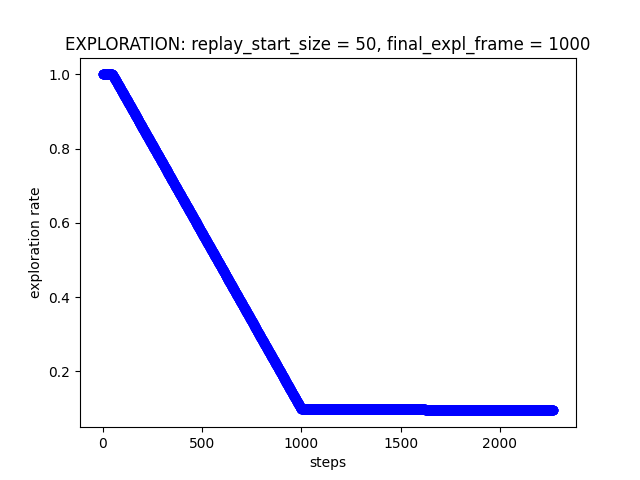 EXPLORATION: replay_start_size = 50, final_expl_frame = 1000
1.0
0.8
0.6
0.4
0.2
exploration rate
0 500 1000 1500 2000
steps